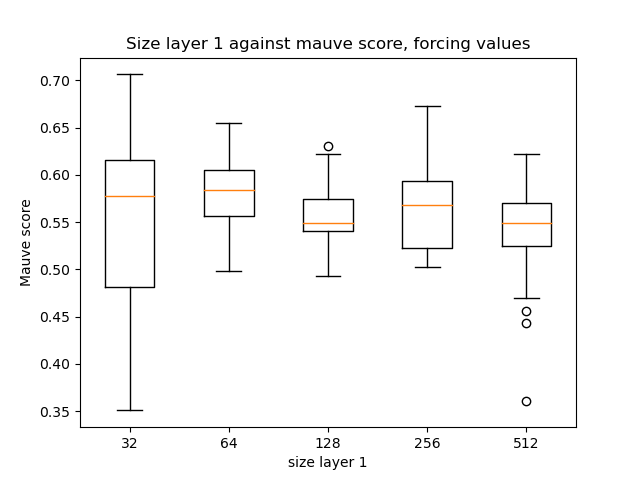 Size layer 1 against mauve score, forcing values
Mauve score
0.70
0.65
0.60
0.55
0.50
0.45
0.40
0.35
32 64 128 256 512
size layer 1